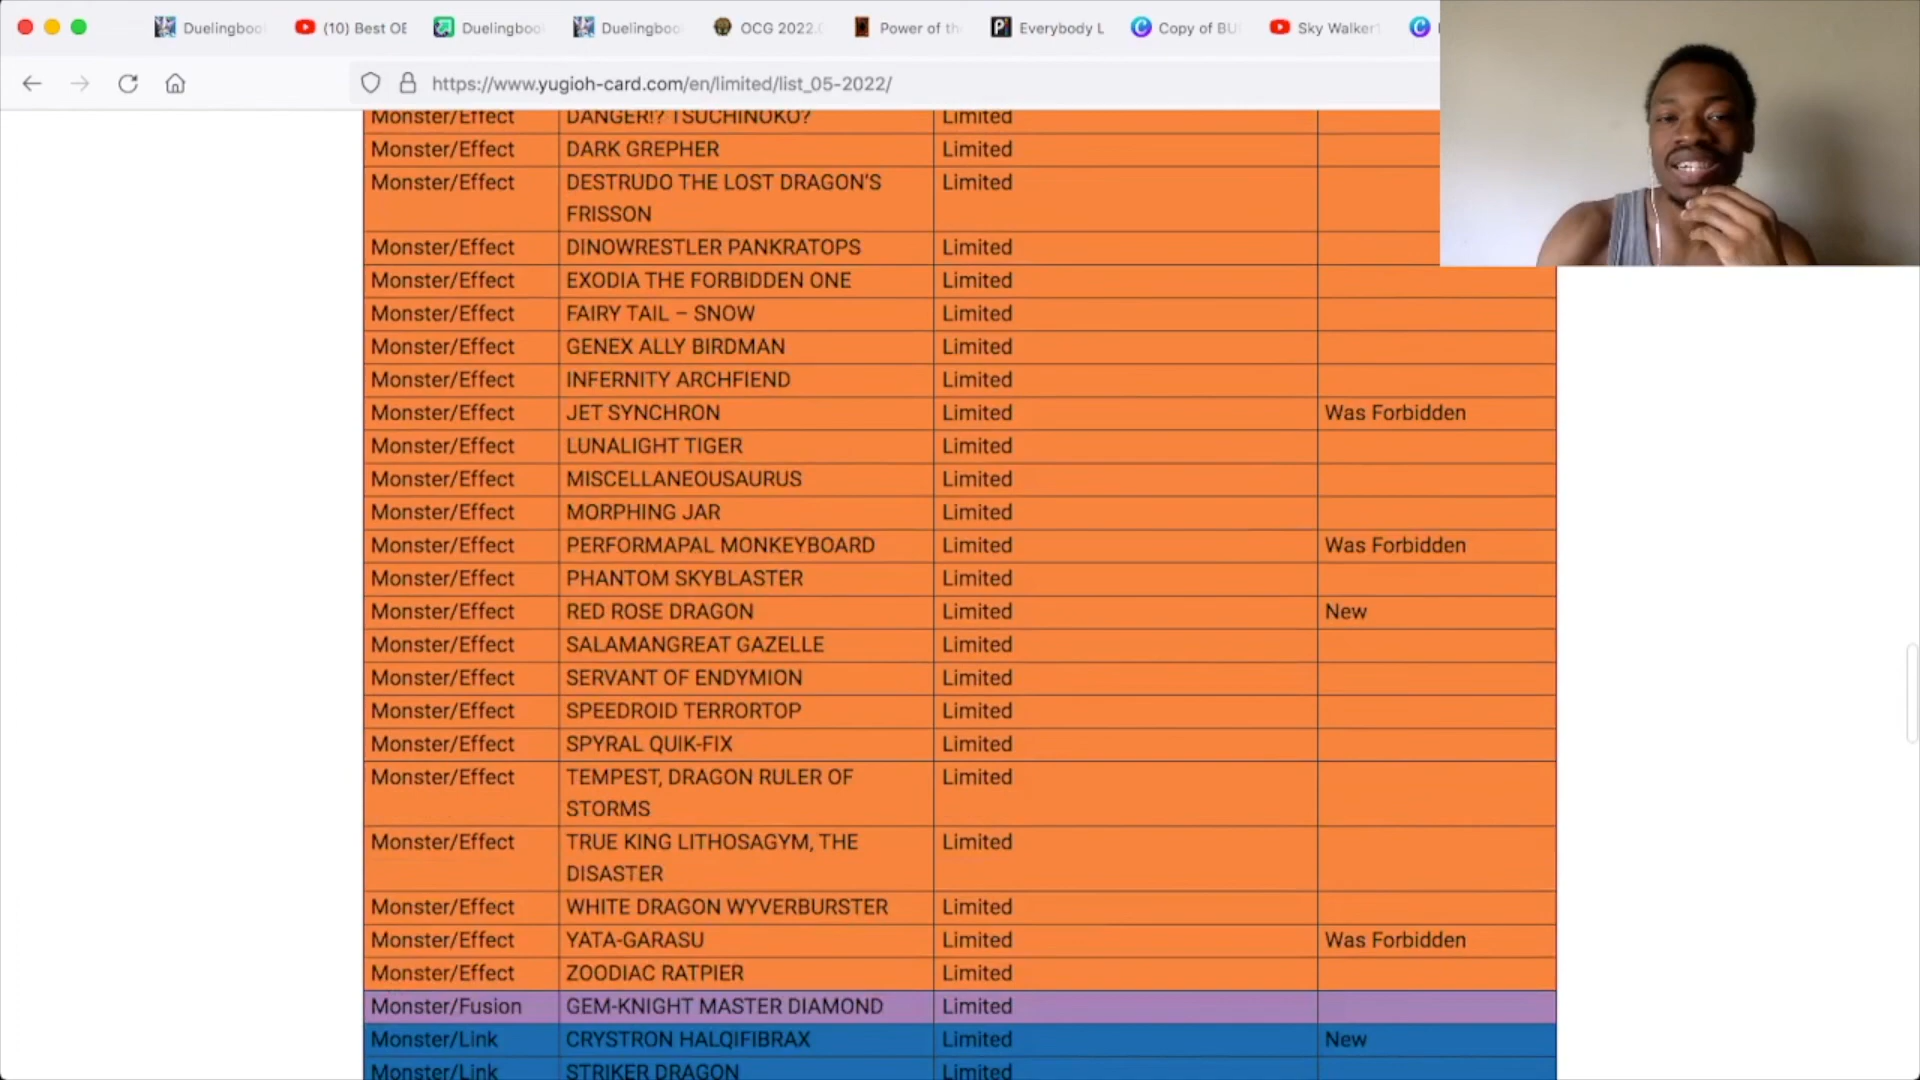 Duelingboo
(10) Best OE
Duelingboo
Duelingboo
OCG 2022.
Power of th
Everybody L
Copy of BU
Sky Walker
https://www.yugioh-card.com/en/limited/list_05-2022/
Monster/Effect DANGER!? TSUCHINOKO? Limited
Monster/Effect DARK GREPHER Limited
Monster/Effect DESTRUDO THE LOST DRAGON'S Limited
FRISSON
Monster/Effect DINOWRESTLER PANKRATOPS Limited
Monster/Effect EXODIA THE FORBIDDEN ONE Limited
Monster/Effect FAIRY TAIL – SNOW Limited
Monster/Effect GENEX ALLY BIRDMAN Limited
Monster/Effect INFERNITY ARCHFIEND Limited
Monster/Effect JET SYNCHRON Limited Was Forbidden
Monster/Effect LUNALIGHT TIGER Limited
Monster/Effect MISCELLANEOUSAURUS Limited
Monster/Effect MORPHING JAR Limited
Monster/Effect PERFORMAPAL MONKEYBOARD Limited Was Forbidden
Monster/Effect PHANTOM SKYBLASTER Limited
Monster/Effect RED ROSE DRAGON Limited New
Monster/Effect SALAMANGREAT GAZELLE Limited
Monster/Effect SERVANT OF ENDYMION Limited
Monster/Effect SPEEDROID TERRORTOP Limited
Monster/Effect SPYRAL QUIK-FIX Limited
Monster/Effect TEMPEST, DRAGON RULER OF Limited
STORMS
Monster/Effect TRUE KING LITHOSAGYM, THE Limited
DISASTER
Monster/Effect WHITE DRAGON WYVERBURSTER Limited
Monster/Effect YATA-GARASU Limited Was Forbidden
Monster/Effect ZOODIAC RATPIER Limited
Monster/Fusion GEM-KNIGHT MASTER DIAMOND Limited
Monster/Link CRYSTRON HALQIFIBRAX Limited New
Monster/Link STRIKER DRAGON Limited